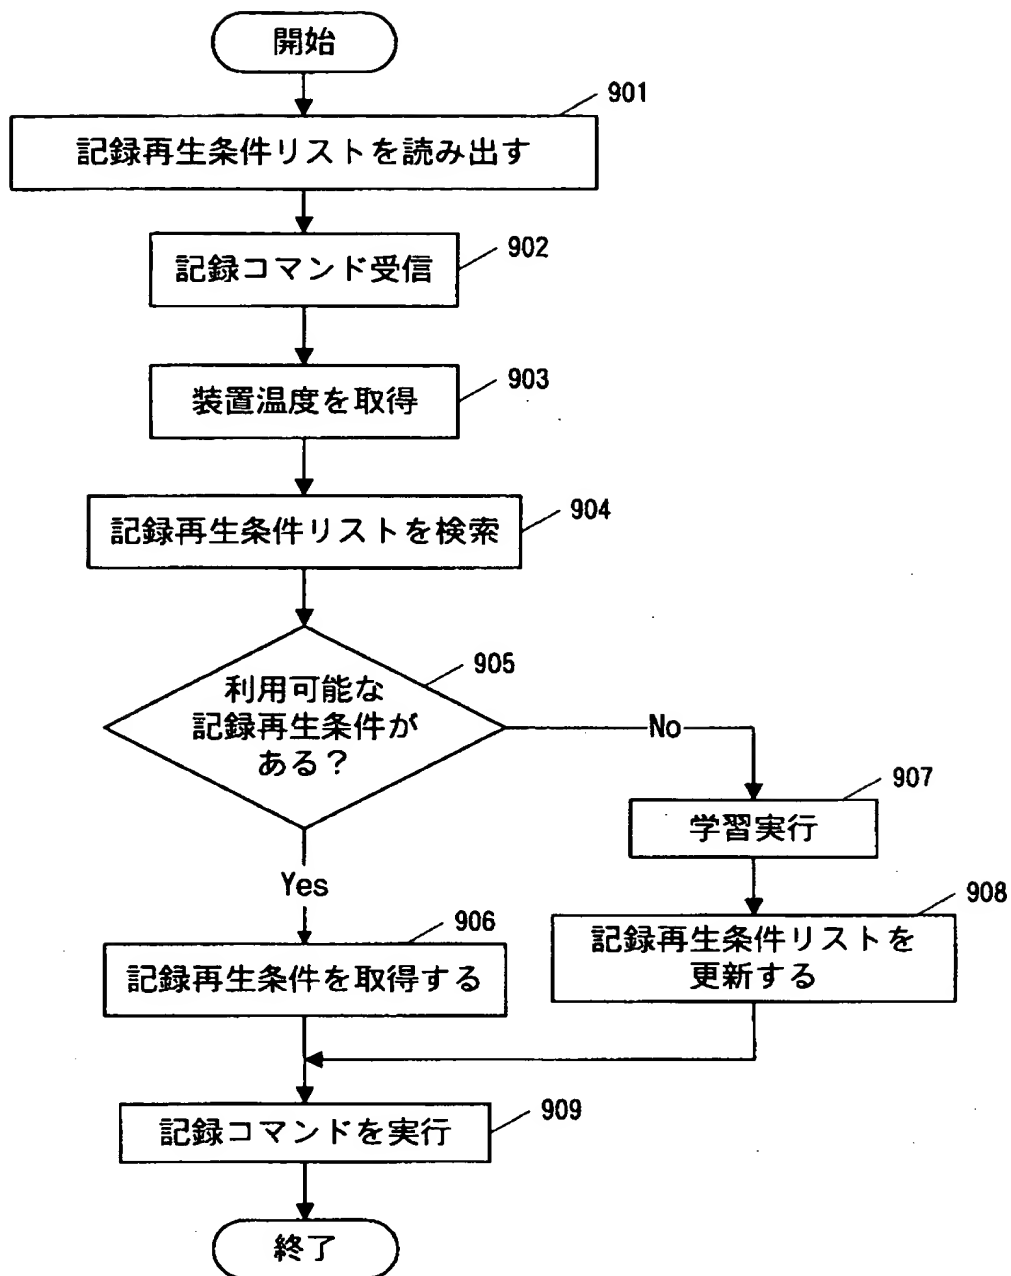 開始
901
記録再生条件リストを読み出す
902
記録コマンド受信
903
装置温度を取得
904
記録再生条件リストを検索
905
利用可能な
記録再生条件が
ある?
No
907
学習実行
Yes
908
記録再生条件リストを
更新する
906
記録再生条件を取得する
909
記録コマンドを実行
終了